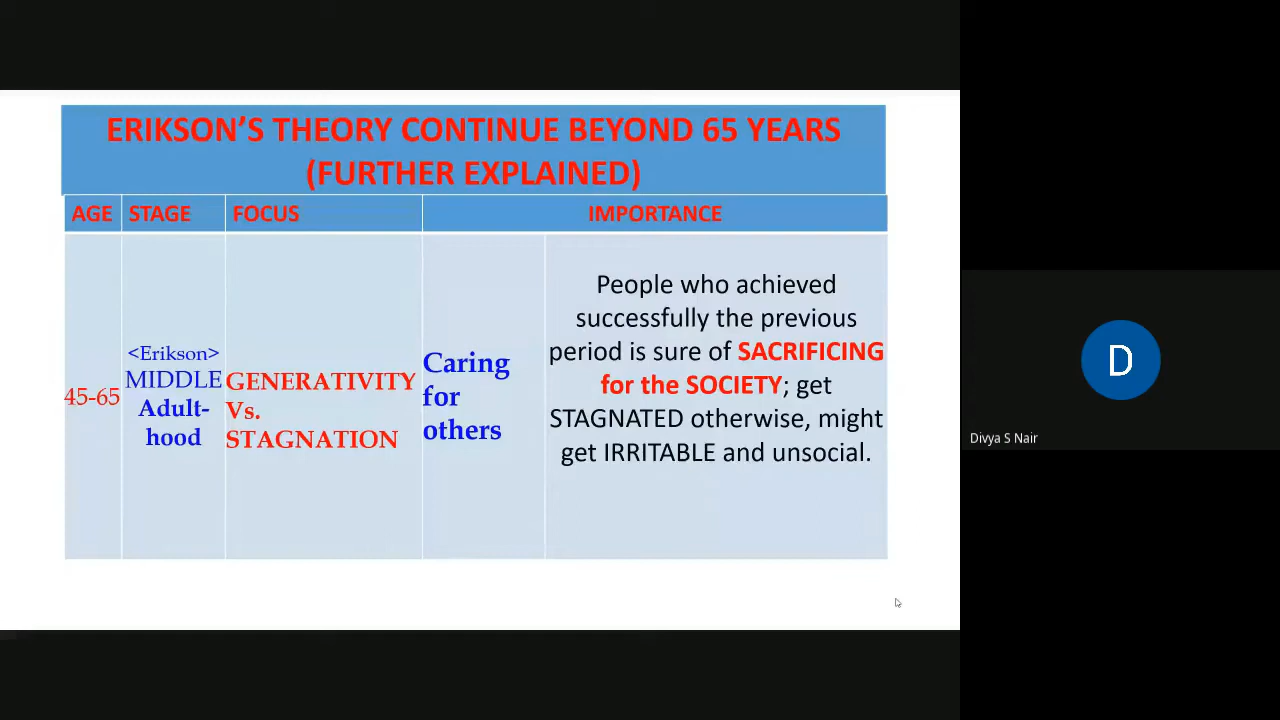 ERIKSON’S THEORY CONTINUE BEYOND 65 YEARS
(FURTHER EXPLAINED)
AGE STAGE FOCUS IMPORTANCE
45-65
<Erikson>
MIDDLE
Adult-
hood
GENERATIVITY
Vs.
STAGNATION
Caring
for
others
People who achieved
successfully the previous
period is sure of SACRIFICING
for the SOCIETY; get
STAGNATED otherwise, might
get IRRITABLE and unsocial.
D
Divya S Nair